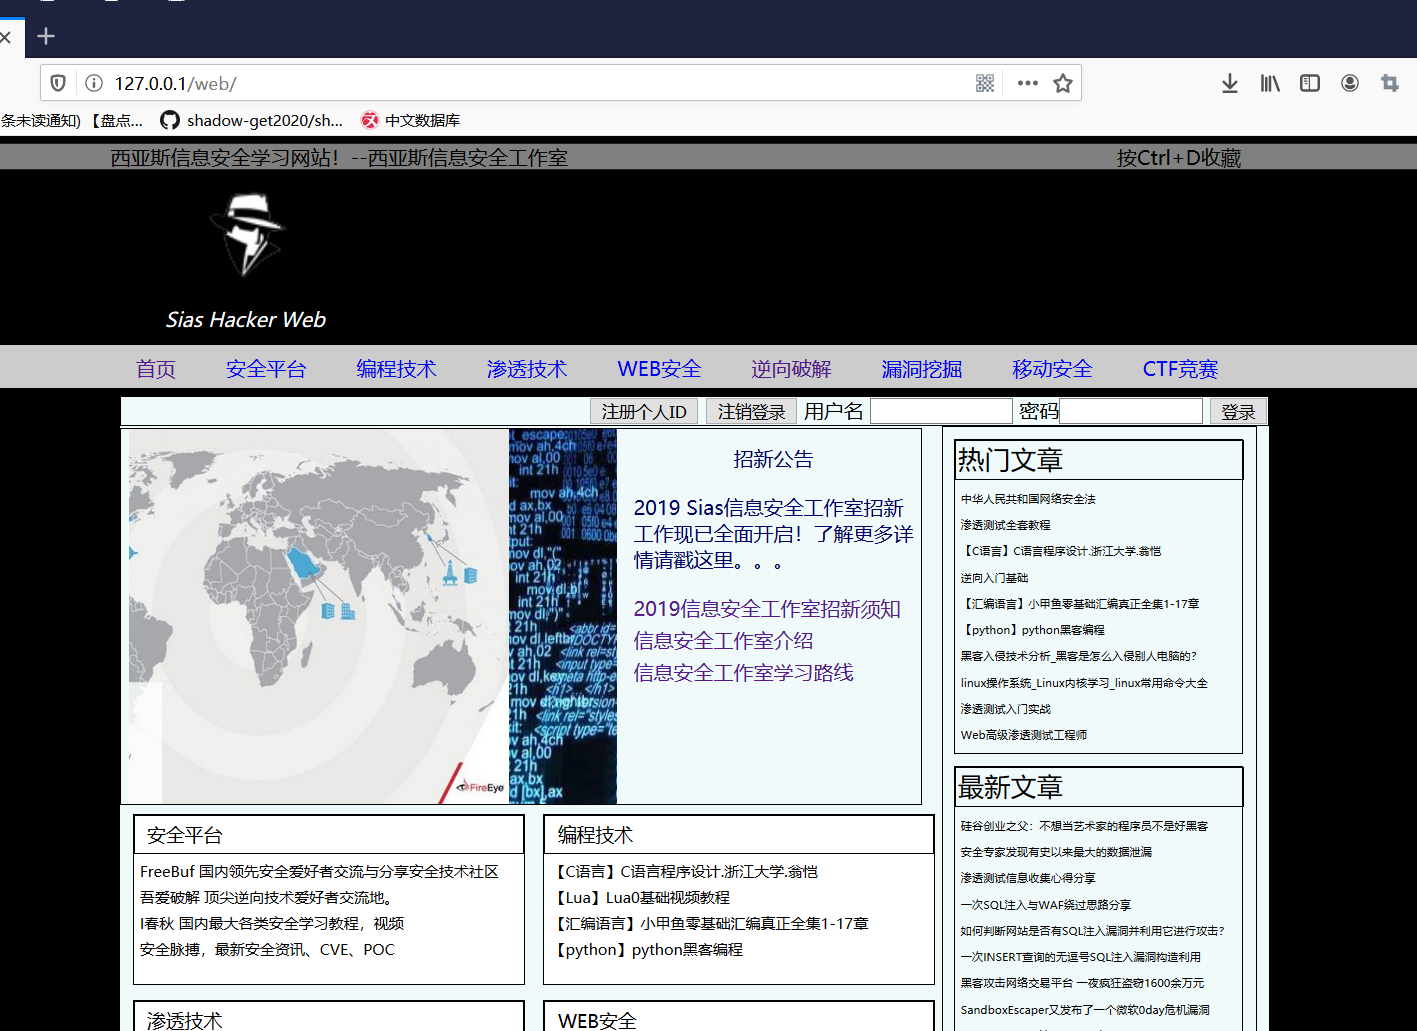 127.0.0.1/web/
条未读通知) 【盘点... shadow-get2020/sh... 中文数据库
西亚斯信息安全学习网站！--西亚斯信息安全工作室 按Ctrl+D收藏
Sias Hacker Web
首页 安全平台 编程技术 渗透技术 WEB安全 逆向破解 漏洞挖掘 移动安全 CTF竞赛
注册个人ID 注销登录 用户名 密码 登录
招新公告
2019 Sias信息安全工作室招新
工作现已全面开启！了解更多详
情请戳这里。。。
2019信息安全工作室招新须知
信息安全工作室介绍
信息安全工作室学习路线
FireEye
热门文章
中华人民共和国网络安全法
渗透测试全套教程
【C语言】C语言程序设计.浙江大学.翁恺
逆向入门基础
【汇编语言】小甲鱼零基础汇编真正全集1-17章
【python】python黑客编程
黑客入侵技术分析_黑客是怎么入侵别人电脑的?
linux操作系统_Linux内核学习_linux常用命令大全
渗透测试入门实战
Web高级渗透测试工程师
最新文章
硅谷创业之父：不想当艺术家的程序员不是好黑客
安全专家发现有史以来最大的数据泄漏
渗透测试信息收集心得分享
一次SQL注入与WAF绕过思路分享
如何判断网站是否有SQL注入漏洞并利用它进行攻击?
一次INSERT查询的无逗号SQL注入漏洞构造利用
黑客攻击网络交易平台 一夜疯狂盗窃1600余万元
SandboxEscaper又发布了一个微软0day危机漏洞
安全平台
FreeBuf 国内领先安全爱好者交流与分享安全技术社区
吾爱破解 顶尖逆向技术爱好者交流地。
I春秋 国内最大各类安全学习教程，视频
安全脉搏，最新安全资讯、CVE、POC
编程技术
【C语言】C语言程序设计.浙江大学.翁恺
【Lua】Lua0基础视频教程
【汇编语言】小甲鱼零基础汇编真正全集1-17章
【python】python黑客编程
渗透技术
WEB安全